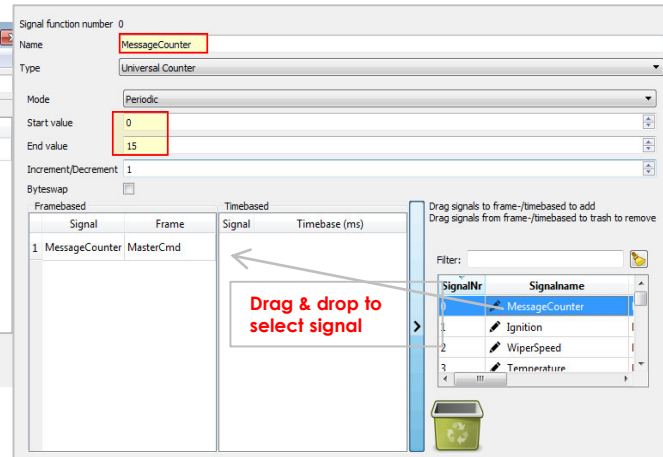 Signal function number 0
Name MessageCounter
Type Universal Counter
Mode Periodic
Start value 0
End value 15
Increment/Decrement 1
Byteswap
Framebased Timebased
Signal Frame Signal Timebase (ms)
1 MessageCounter MasterCmd
Drag signals to frame-/timebased to add
Drag signals from frame-/timebased to trash to remove
Filter:
SignalNr Signalname
0 MessageCounter
1 Ignition
2 WiperSpeed
3 Temperature
Drag & drop to
select signal